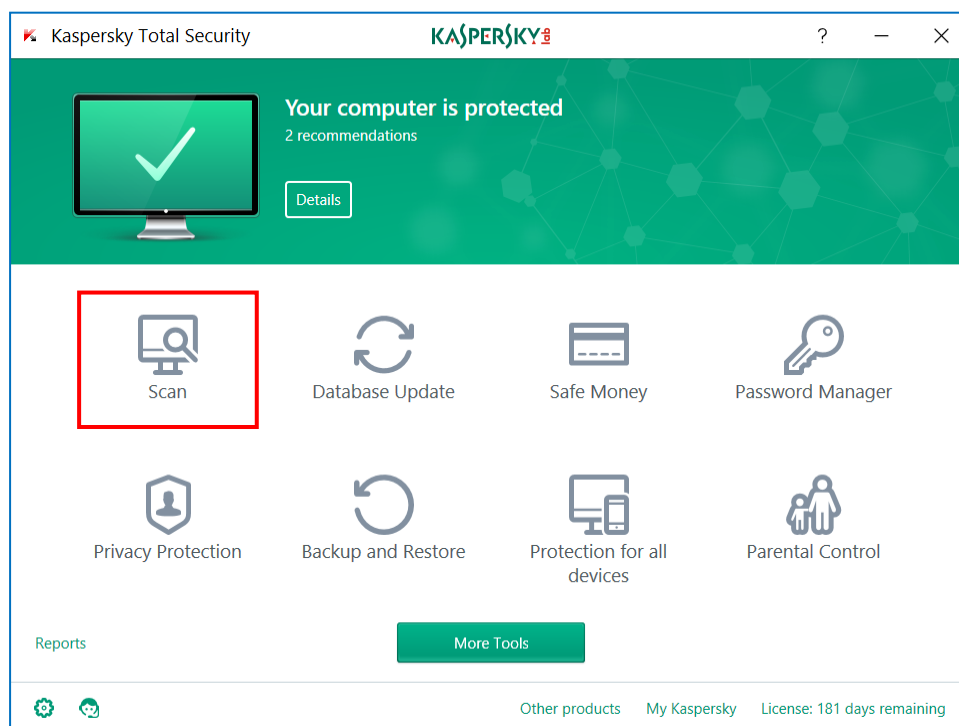 Kaspersky Total Security
KASPERSKY lab
?
Your computer is protected
2 recommendations
Details
Scan
Database Update
Safe Money
Password Manager
Privacy Protection
Backup and Restore
Protection for all
devices
Parental Control
Reports
More Tools
Other products
My Kaspersky
License: 181 days remaining